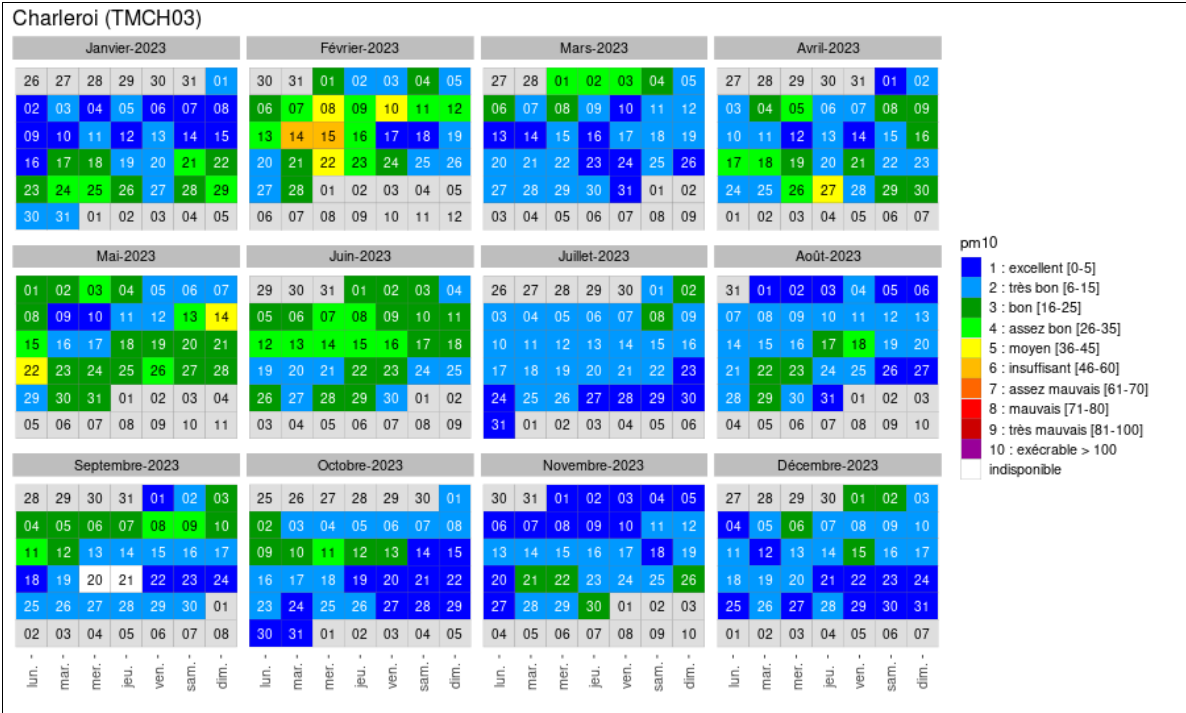 Charleroi (TMCH03)
Janvier-2023 Février-2023 Mars-2023 Avril-2023
26 27 28 29 30 31 01 30 31 01 02 03 04 05 27 28 01 02 03 04 05 27 28 29 30 31 01 02
02 03 04 05 06 07 08 06 07 08 09 10 11 12 06 07 08 09 10 11 12 03 04 05 06 07 08 09
09 10 11 12 13 14 15 13 14 15 16 17 18 19 13 14 15 16 17 18 19 10 11 12 13 14 15 16
16 17 18 19 20 21 22 20 21 22 23 24 25 26 20 21 22 23 24 25 26 17 18 19 20 21 22 23
23 24 25 26 27 28 29 27 28 01 02 03 04 05 27 28 29 30 31 01 02 24 25 26 27 28 29 30
30 31 01 02 03 04 05 06 07 08 09 10 11 12 03 04 05 06 07 08 09 01 02 03 04 05 06 07
Mai-2023 Juin-2023 Juillet-2023 Août-2023
01 02 03 04 05 06 07 29 30 31 01 02 03 04 26 27 28 29 30 01 02 31 01 02 03 04 05 06
08 09 10 11 12 13 14 05 06 07 08 09 10 11 03 04 05 06 07 08 09 07 08 09 10 11 12 13
15 16 17 18 19 20 21 12 13 14 15 16 17 18 10 11 12 13 14 15 16 14 15 16 17 18 19 20
22 23 24 25 26 27 28 19 20 21 22 23 24 25 17 18 19 20 21 22 23 21 22 23 24 25 26 27
29 30 31 01 02 03 04 26 27 28 29 30 01 02 24 25 26 27 28 29 30 28 29 30 31 01 02 03
05 06 07 08 09 10 11 03 04 05 06 07 08 09 31 01 02 03 04 05 06 04 05 06 07 08 09 10
Septembre-2023 Octobre-2023 Novembre-2023 Décembre-2023
28 29 30 31 01 02 03 25 26 27 28 29 30 01 30 31 01 02 03 04 05 27 28 29 30 01 02 03
04 05 06 07 08 09 10 02 03 04 05 06 07 08 06 07 08 09 10 11 12 04 05 06 07 08 09 10
11 12 13 14 15 16 17 09 10 11 12 13 14 15 13 14 15 16 17 18 19 11 12 13 14 15 16 17
18 19 20 21 22 23 24 16 17 18 19 20 21 22 20 21 22 23 24 25 26 18 19 20 21 22 23 24
25 26 27 28 29 30 01 23 24 25 26 27 28 29 27 28 29 30 01 02 03 25 26 27 28 29 30 31
02 03 04 05 06 07 08 30 31 01 02 03 04 05 04 05 06 07 08 09 10 01 02 03 04 05 06 07
lun. mar. mer. jeu. ven. sam. dim. lun. mar. mer. jeu. ven. sam. dim. lun. mar. mer. jeu. ven. sam. dim. lun. mar. mer. jeu. ven. sam. dim.
pm10
1 : excellent [0-5]
2 : très bon [6-15]
3 : bon [16-25]
4 : assez bon [26-35]
5 : moyen [36-45]
6 : insuffisant [46-60]
7 : assez mauvais [61-70]
8 : mauvais [71-80]
9 : très mauvais [81-100]
10 : exécrable > 100
indisponible